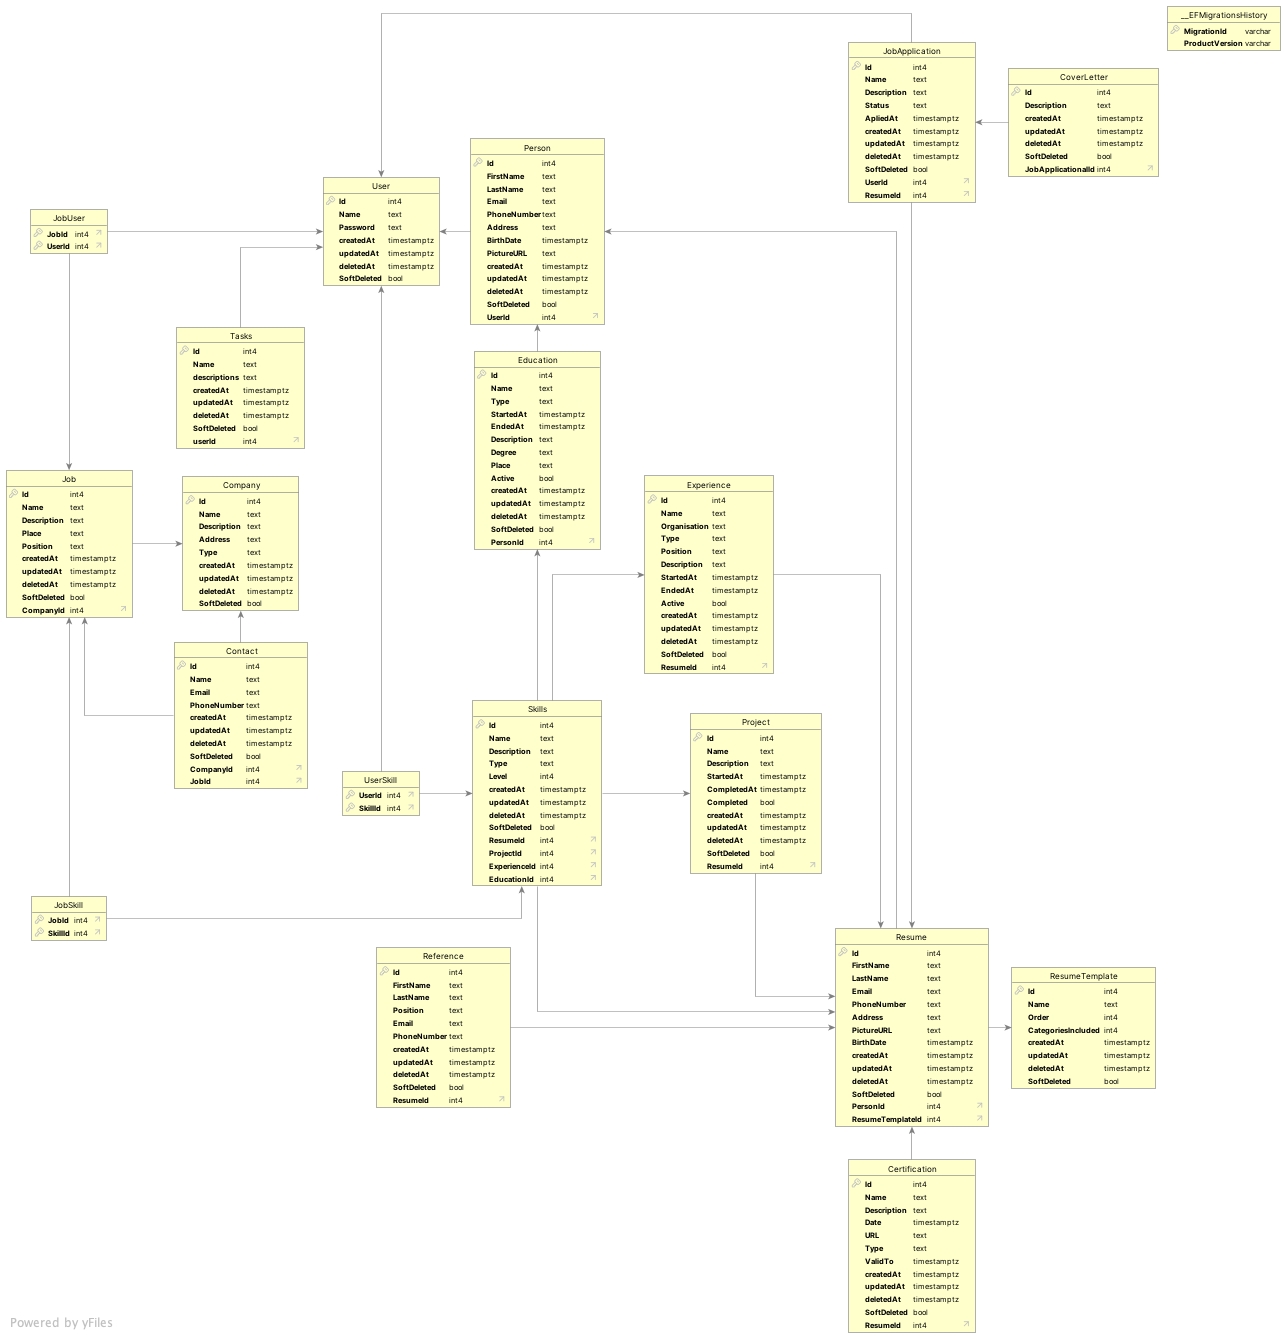 __EFMigrationsHistory
MigrationId varchar
ProductVersion varchar
JobApplication
Id int4
Name text
Description text
Status text
ApliedAt timestamptz
createdAt timestamptz
updatedAt timestamptz
deletedAt timestamptz
SoftDeleted bool
UserId int4
ResumeId int4
CoverLetter
Id int4
Description text
createdAt timestamptz
updatedAt timestamptz
deletedAt timestamptz
SoftDeleted bool
JobApplicationaIId int4
Person
Id int4
FirstName text
LastName text
Email text
PhoneNumber text
Address text
BirthDate timestamptz
PictureURL text
createdAt timestamptz
updatedAt timestamptz
deletedAt timestamptz
SoftDeleted bool
UserId int4
User
Id int4
Name text
Password text
createdAt timestamptz
updatedAt timestamptz
deletedAt timestamptz
SoftDeleted bool
JobUser
JobId int4
UserId int4
Tasks
Id int4
Name text
descriptions text
createdAt timestamptz
updatedAt timestamptz
deletedAt timestamptz
SoftDeleted bool
userId int4
Education
Id int4
Name text
Type text
StartedAt timestamptz
EndedAt timestamptz
Description text
Degree text
Place text
Active bool
createdAt timestamptz
updatedAt timestamptz
deletedAt timestamptz
SoftDeleted bool
PersonId int4
Job
Id int4
Name text
Description text
Place text
Position text
createdAt timestamptz
updatedAt timestamptz
deletedAt timestamptz
SoftDeleted bool
CompanyId int4
Company
Id int4
Name text
Description text
Address text
Type text
createdAt timestamptz
updatedAt timestamptz
deletedAt timestamptz
SoftDeleted bool
Experience
Id int4
Name text
Organisation text
Type text
Position text
Description text
StartedAt timestamptz
EndedAt timestamptz
Active bool
createdAt timestamptz
updatedAt timestamptz
deletedAt timestamptz
SoftDeleted bool
ResumeId int4
Contact
Id int4
Name text
Email text
PhoneNumber text
createdAt timestamptz
updatedAt timestamptz
deletedAt timestamptz
SoftDeleted bool
CompanyId int4
JobId int4
Skills
Id int4
Name text
Description text
Type text
Level int4
createdAt timestamptz
updatedAt timestamptz
deletedAt timestamptz
SoftDeleted bool
ResumeId int4
ProjectId int4
ExperienceId int4
EducationId int4
Project
Id int4
Name text
Description text
StartedAt timestamptz
CompletedAt timestamptz
Completed bool
createdAt timestamptz
updatedAt timestamptz
deletedAt timestamptz
SoftDeleted bool
ResumeId int4
UserSkill
UserId int4
SkillId int4
JobSkill
JobId int4
SkillId int4
Reference
Id int4
FirstName text
LastName text
Position text
Email text
PhoneNumber text
createdAt timestamptz
updatedAt timestamptz
deletedAt timestamptz
SoftDeleted bool
ResumeId int4
Resume
Id int4
FirstName text
LastName text
Email text
PhoneNumber text
Address text
PictureURL text
BirthDate timestamptz
createdAt timestamptz
updatedAt timestamptz
deletedAt timestamptz
SoftDeleted bool
PersonId int4
ResumeTemplateId int4
ResumeTemplate
Id int4
Name text
Order int4
CategoriesIncluded int4
createdAt timestamptz
updatedAt timestamptz
deletedAt timestamptz
SoftDeleted bool
Certification
Id int4
Name text
Description text
Date timestamptz
URL text
Type text
ValidTo timestamptz
createdAt timestamptz
updatedAt timestamptz
deletedAt timestamptz
SoftDeleted bool
ResumeId int4
Powered by yFiles